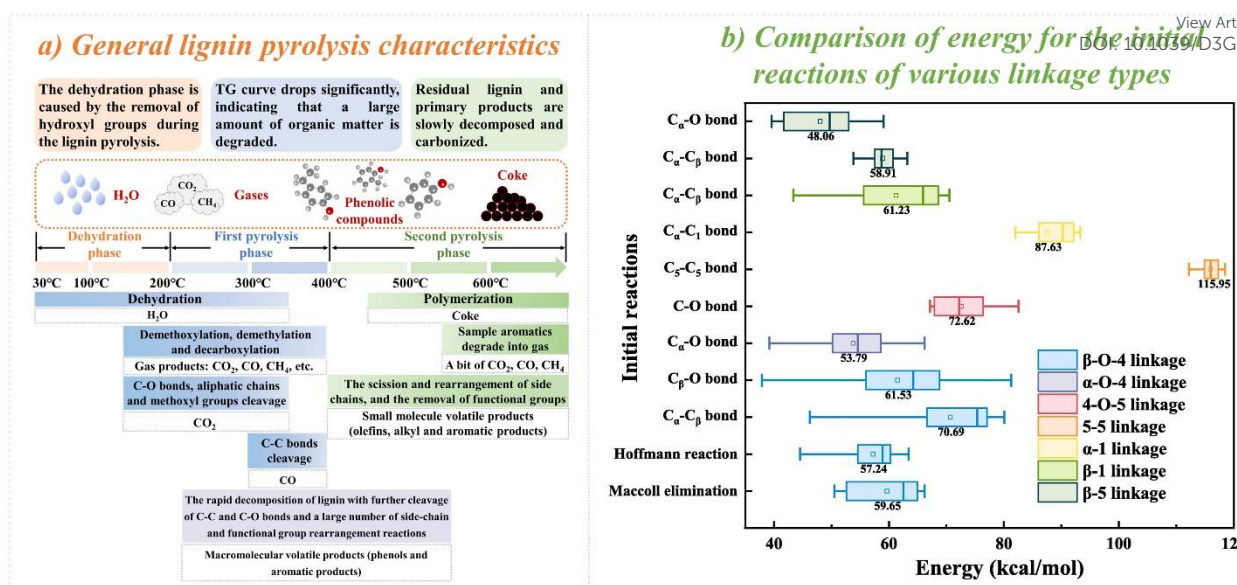 View Art
DOI: 10.1039/D3G
a) General lignin pyrolysis characteristics
The dehydration phase is
caused by the removal of
hydroxyl groups during
the lignin pyrolysis.
TG curve drops significantly,
indicating that a large
amount of organic matter is
degraded.
Residual lignin and
primary products are
slowly decomposed and
carbonized.
H₂O
CO₂
CO
CH₄
Gases
Phenolic
compounds
Coke
Dehydration
phase
First pyrolysis
phase
Second pyrolysis
phase
30°C
100°C
200°C
300°C
400°C
500°C
600°C
Dehydration
H₂O
Polymerization
Coke
Demethoxylation, demethylation
and decarboxylation
Gas products: CO₂, CO, CH₄, etc.
Sample aromatics
degrade into gas
A bit of CO₂, CO, CH₄
C-O bonds, aliphatic chains
and methoxyl groups cleavage
CO₂
The scission and rearrangement of side
chains, and the removal of functional groups
Small molecule volatile products
(olefins, alkyl and aromatic products)
C-C bonds
cleavage
CO
The rapid decomposition of lignin with further cleavage
of C-C and C-O bonds and a large number of side-chain
and functional group rearrangement reactions
Macromolecular volatile products (phenols and
aromatic products)
b) Comparison of energy for the initial
reactions of various linkage types
Initial reactions
Cα-O bond
48.06
Cα-Cβ bond
58.91
Cα-Cβ bond
61.23
Cα-C₁ bond
87.63
C₅-C₅ bond
115.95
C-O bond
72.62
Cα-O bond
53.79
Cβ-O bond
61.53
Cα-Cβ bond
70.69
Hoffmann reaction
57.24
Maccoll elimination
59.65
β-O-4 linkage
α-O-4 linkage
4-O-5 linkage
5-5 linkage
α-1 linkage
β-1 linkage
β-5 linkage
40
60
80
100
12
Energy (kcal/mol)